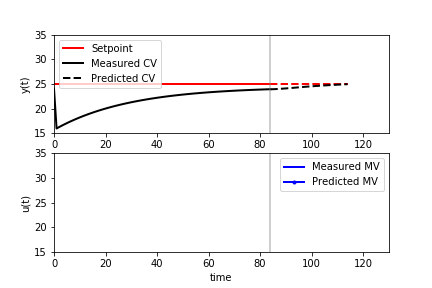 35
30
25
20
15
y(t)
Setpoint
Measured CV
Predicted CV
0 20 40 60 80 100 120
35
30
25
20
15
u(t)
Measured MV
Predicted MV
0 20 40 60 80 100 120
time